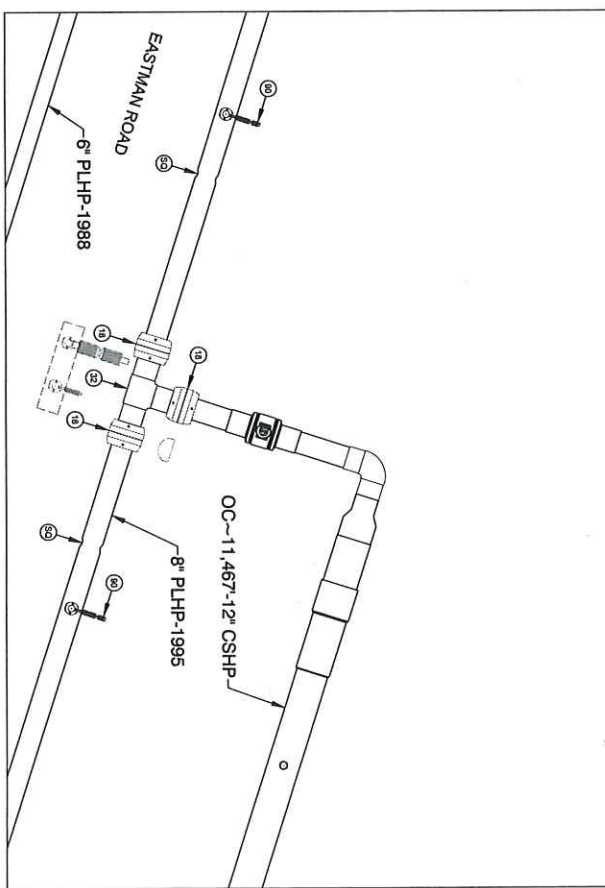 EASTMAN ROAD
6" PLHP-1988
90
SQ
18
18
32
18
SQ
90
8" PLHP-1995
OC~11,467'-12" CSHP